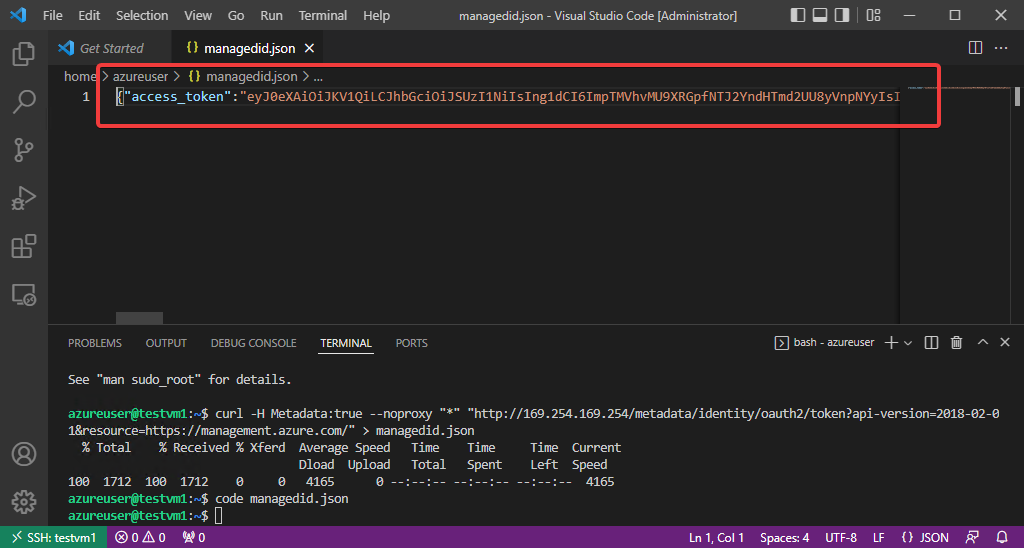 File Edit Selection View Go Run Terminal Help managedid.json - Visual Studio Code [Administrator]
Get Started {} managedid.json
home > azureuser > {} managedid.json > ...
1 {"access_token":"eyJ0eXAiOiJKV1QiLCJhbGciOiJSUzI1NiIsIng1dCI6ImpTMVhvMU9XRGpfNTJ2YndHTmd2UU8yVnpNYyIsI
PROBLEMS OUTPUT DEBUG CONSOLE TERMINAL PORTS bash - azureuser
See "man sudo_root" for details.
azureuser@testvm1:~$ curl -H Metadata:true --noproxy "*" "http://169.254.169.254/metadata/identity/oauth2/token?api-version=2018-02-0
1&resource=https://management.azure.com/" > managedid.json
% Total % Received % Xferd Average Speed Time Time Time Current
Dload Upload Total Spent Left Speed
100 1712 100 1712 0 0 4165 0 --:--:-- --:--:-- --:--:-- 4165
azureuser@testvm1:~$ code managedid.json
azureuser@testvm1:~$
SSH: testvm1 0 0 0 Ln 1, Col 1 Spaces: 4 UTF-8 LF {} JSON